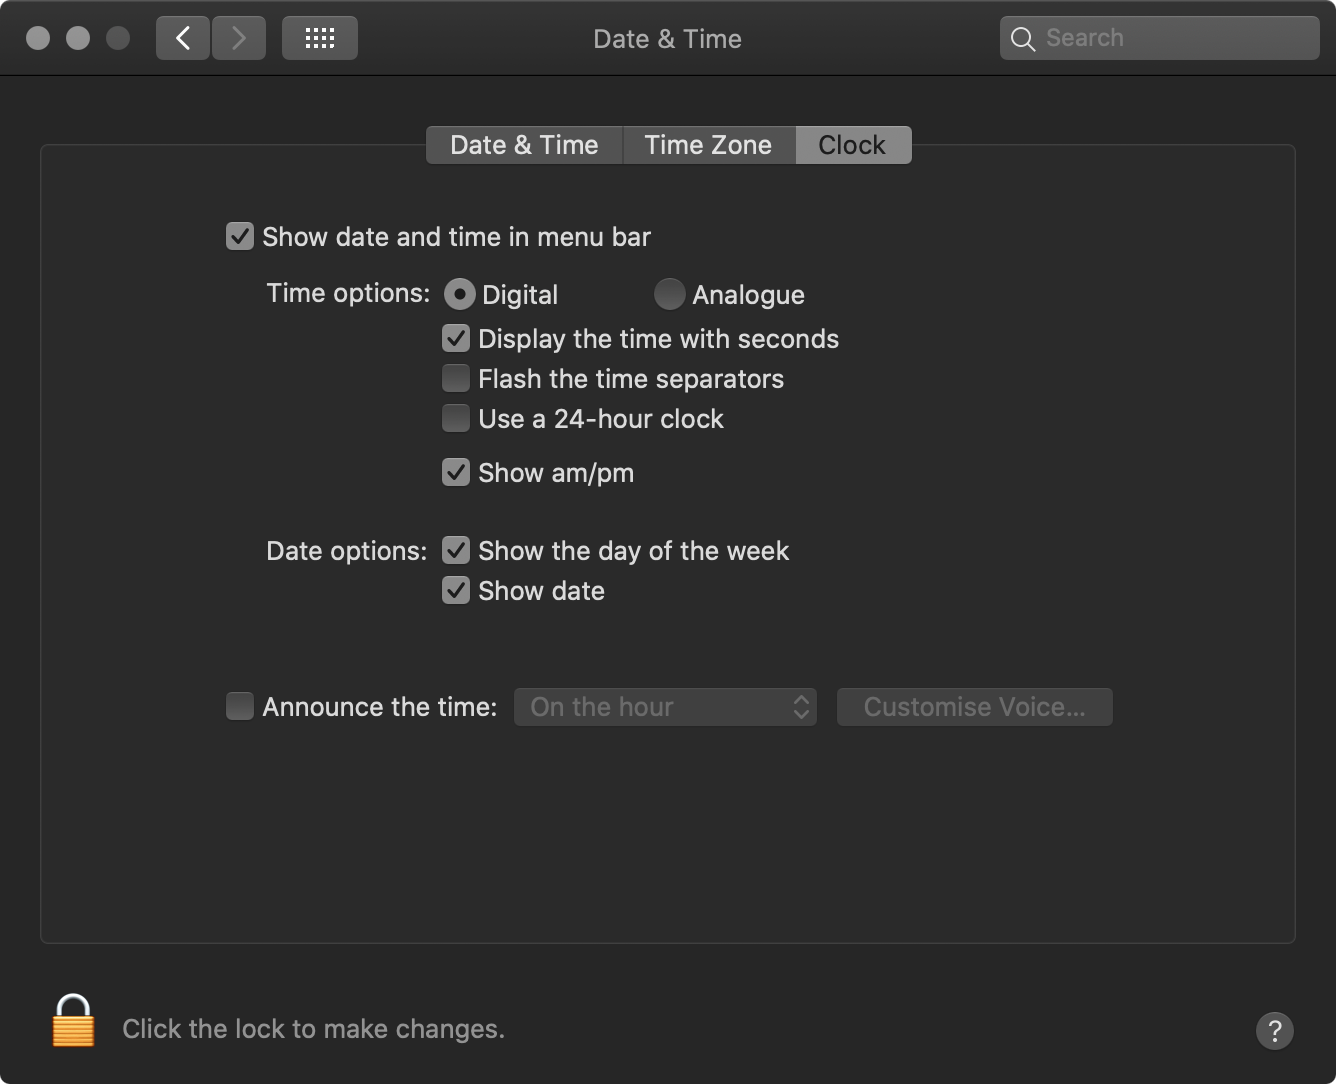 Date & Time
Search
Date & Time Time Zone Clock
Show date and time in menu bar
Time options: Digital Analogue
Display the time with seconds
Flash the time separators
Use a 24-hour clock
Show am/pm
Date options: Show the day of the week
Show date
Announce the time: On the hour Customise Voice...
Click the lock to make changes.
?